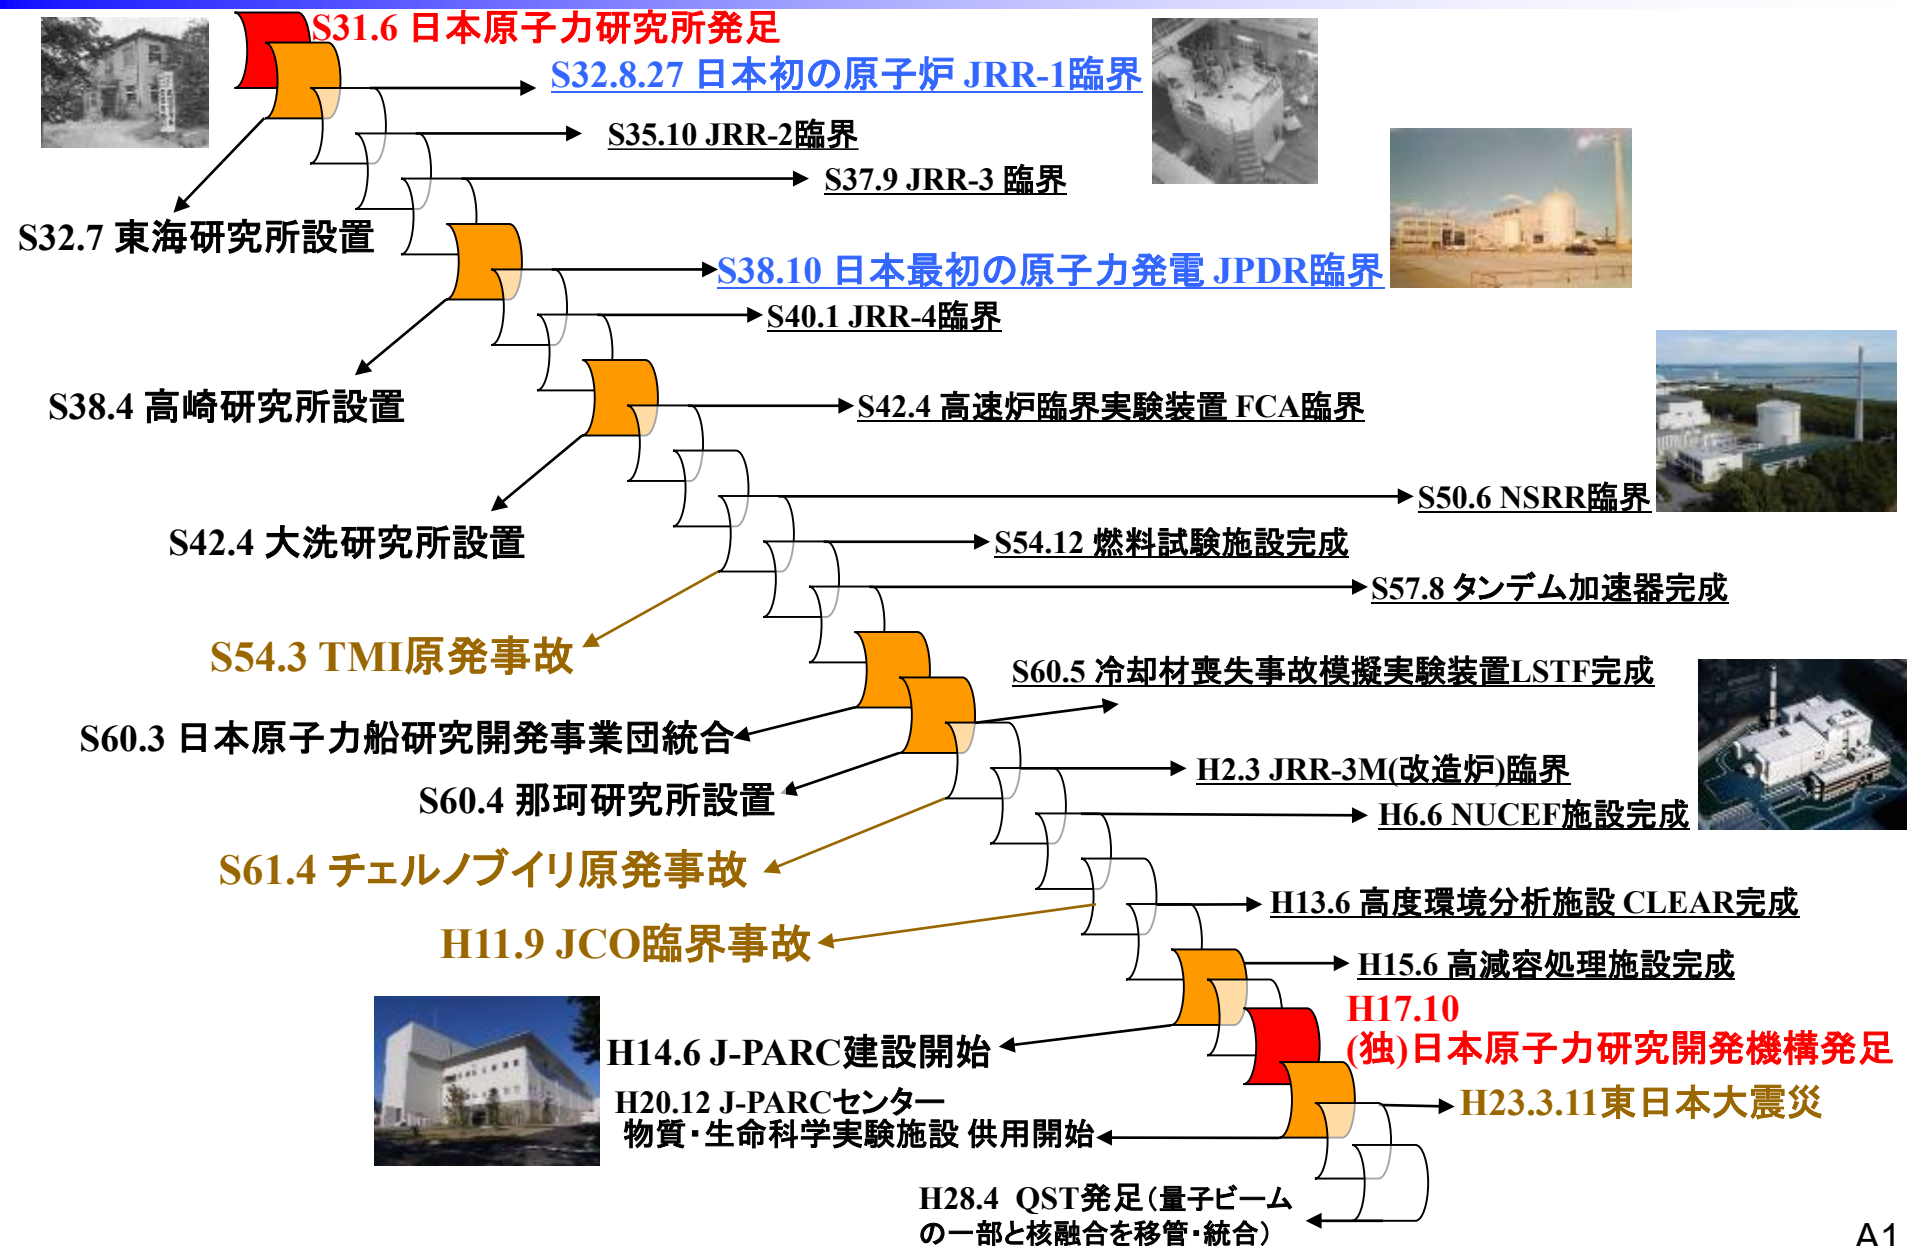 S31.6 日本原子力研究所発足
S32.8.27 日本初の原子炉 JRR-1臨界
S35.10 JRR-2臨界
S37.9 JRR-3 臨界
S32.7 東海研究所設置
S38.10 日本最初の原子力発電 JPDR臨界
S40.1 JRR-4臨界
S38.4 高崎研究所設置
S42.4 高速炉臨界実験装置 FCA臨界
S50.6 NSRR臨界
S42.4 大洗研究所設置
S54.12 燃料試験施設完成
S57.8 タンデム加速器完成
S54.3 TMI原発事故
S60.5 冷却材喪失事故模擬実験装置LSTF完成
S60.3 日本原子力船研究開発事業団統合
H2.3 JRR-3M(改造炉)臨界
S60.4 那珂研究所設置
H6.6 NUCEF施設完成
S61.4 チェルノブイリ原発事故
H13.6 高度環境分析施設 CLEAR完成
H11.9 JCO臨界事故
H15.6 高減容処理施設完成
H17.10
(独)日本原子力研究開発機構発足
H14.6 J-PARC建設開始
H20.12 J-PARCセンター
物質・生命科学実験施設 供用開始
H23.3.11東日本大震災
H28.4 QST発足(量子ビーム
の一部と核融合を移管・統合)
A1